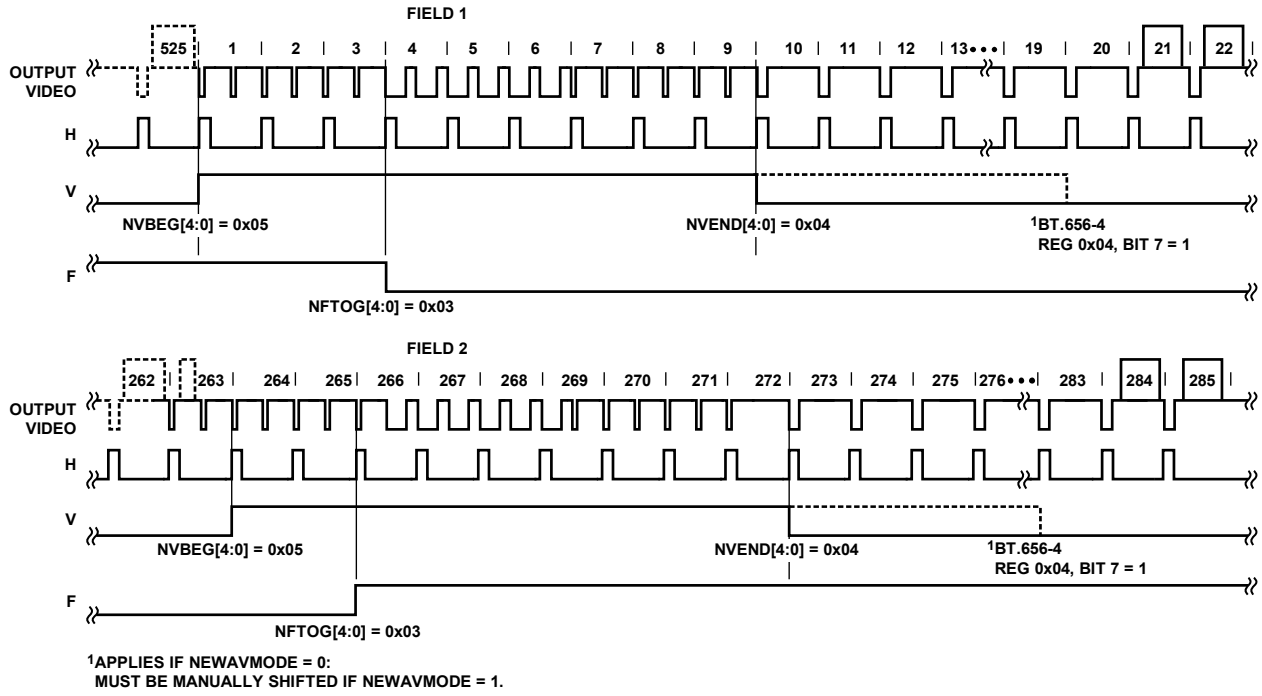 FIELD 1
525 1 2 3 4 5 6 7 8 9 10 11 12 13••• 19 20 21 22
OUTPUT
VIDEO
H
V
NVBEG[4:0] = 0x05 NVEND[4:0] = 0x04 1BT.656-4
REG 0x04, BIT 7 = 1
F
NFTOG[4:0] = 0x03
FIELD 2
262 263 264 265 266 267 268 269 270 271 272 273 274 275 276••• 283 284 285
OUTPUT
VIDEO
H
V
NVBEG[4:0] = 0x05 NVEND[4:0] = 0x04 1BT.656-4
REG 0x04, BIT 7 = 1
F
NFTOG[4:0] = 0x03
1APPLIES IF NEWAVMODE = 0:
MUST BE MANUALLY SHIFTED IF NEWAVMODE = 1.